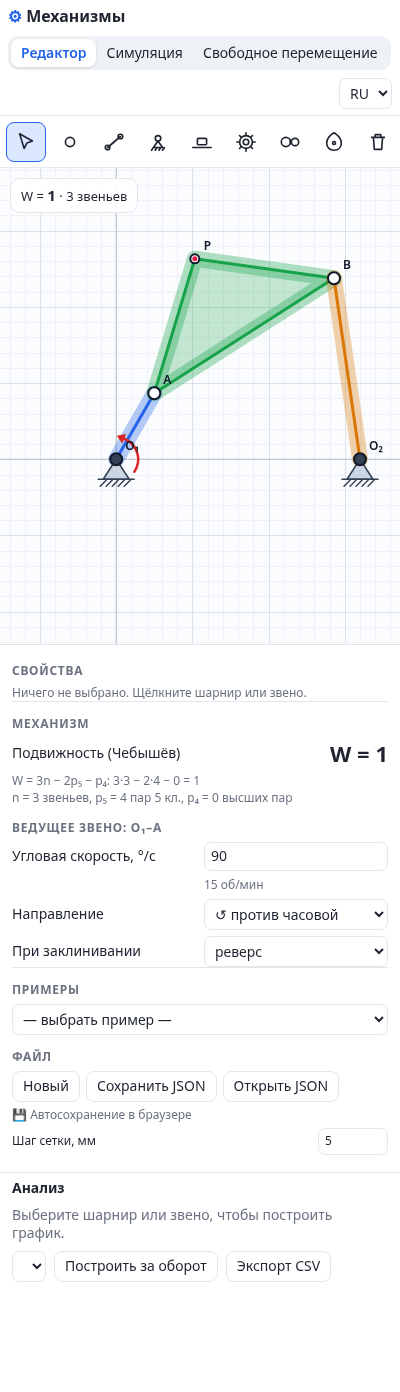 ⚙ Механизмы
Редактор Симуляция Свободное перемещение
RU
W = 1 · 3 звеньев
P
B
A
O₁
O₂
СВОЙСТВА
Ничего не выбрано. Щёлкните шарнир или звено.
МЕХАНИЗМ
Подвижность (Чебышёв) W = 1
W = 3n − 2p₅ − p₄: 3·3 − 2·4 − 0 = 1
n = 3 звеньев, p₅ = 4 пар 5 кл., p₄ = 0 высших пар
ВЕДУЩЕЕ ЗВЕНО: O₁–A
Угловая скорость, °/с 90
15 об/мин
Направление ↺ против часовой
При заклинивании реверс
ПРИМЕРЫ
— выбрать пример —
ФАЙЛ
Новый Сохранить JSON Открыть JSON
💾 Автосохранение в браузере
Шаг сетки, мм 5
Анализ
Выберите шарнир или звено, чтобы построить
график.
Построить за оборот Экспорт CSV